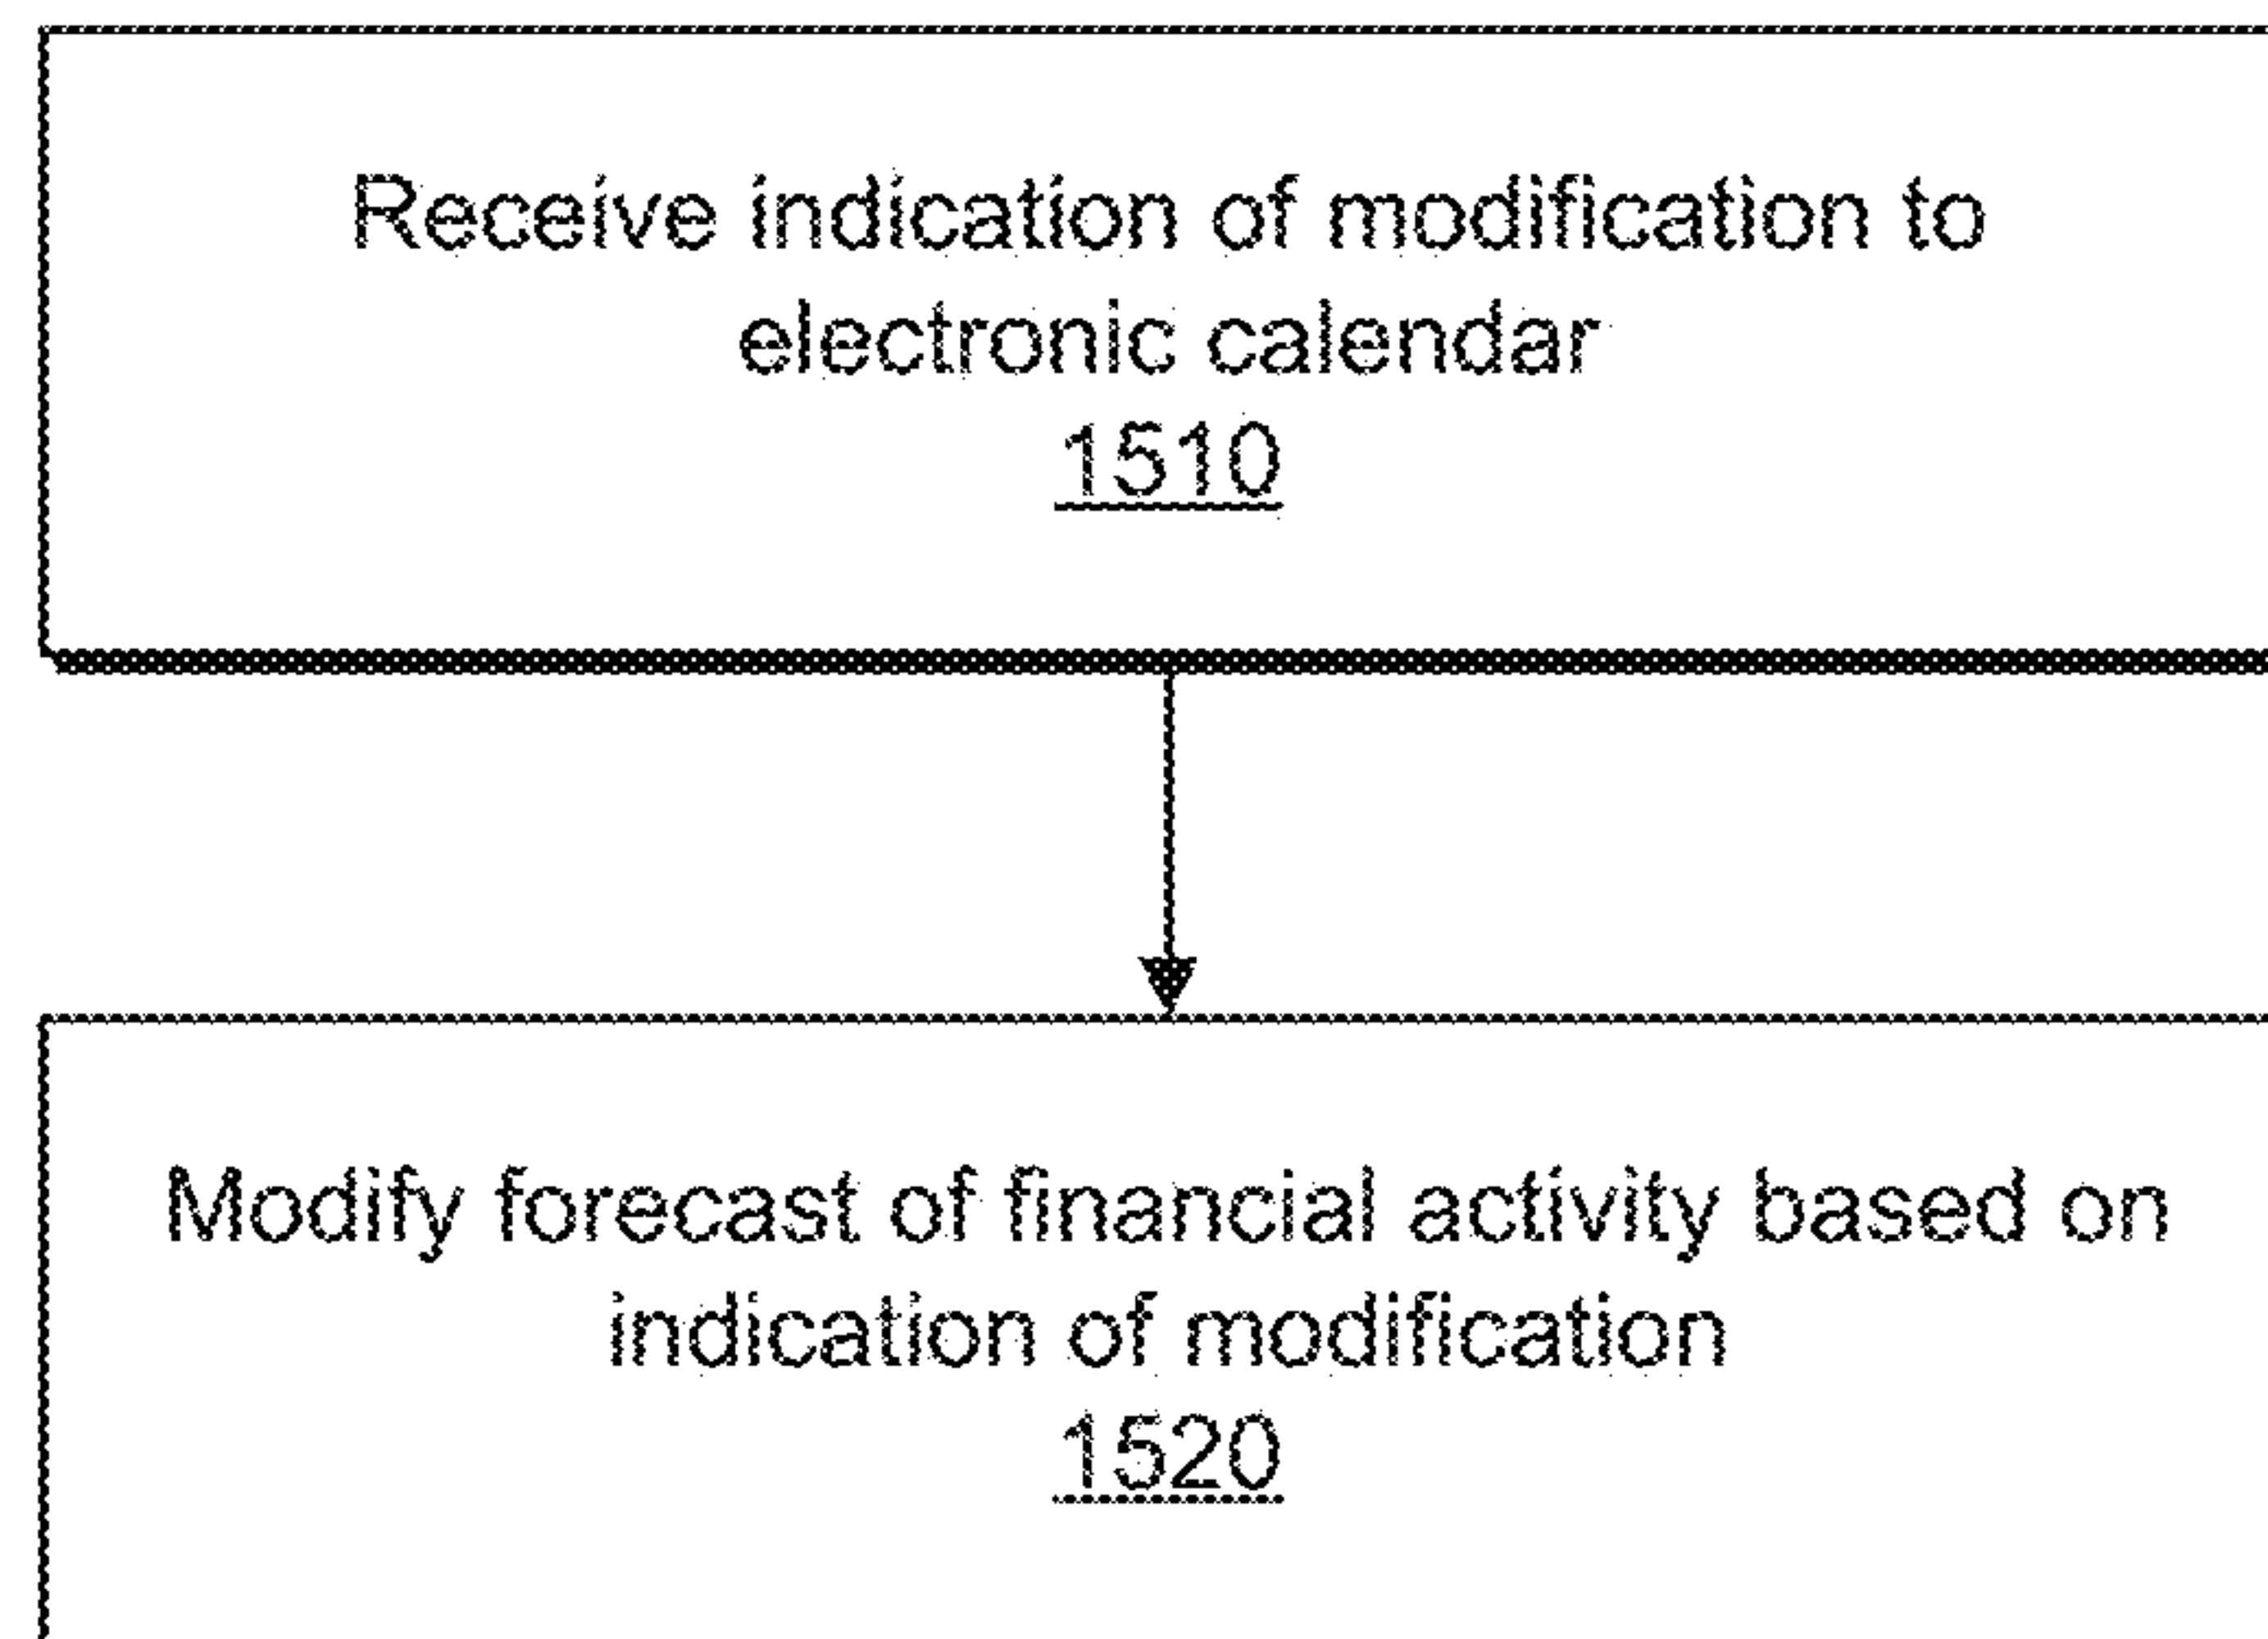 Receive indication of modification to
electronic calendar
1510
Modify forecast of financial activity based on
indication of modification
1520